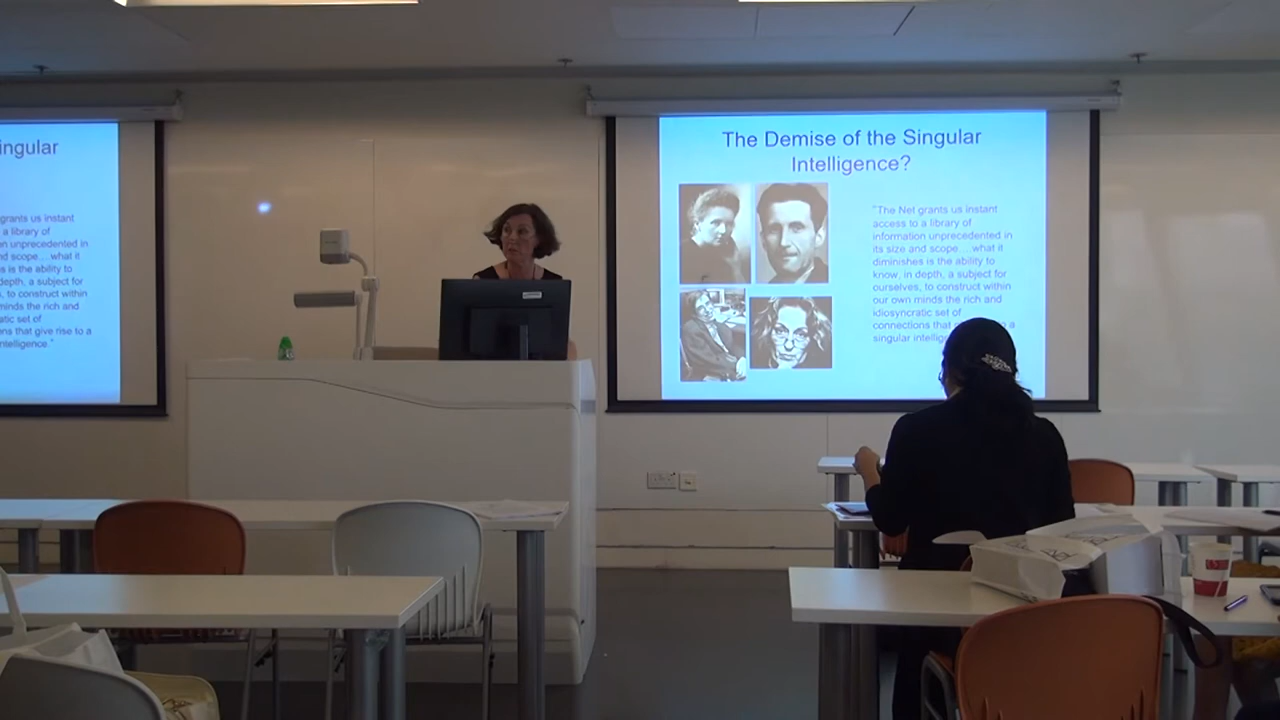 ingular
grants us instant
a library of
n unprecedented in
nd scope....what it
s is the ability to
depth, a subject for
, to construct within
minds the rich and
atic set of
ns that give rise to a
ntelligence."
The Demise of the Singular
Intelligence?
"The Net grants us instant
access to a library of
information unprecedented in
its size and scope....what it
diminishes is the ability to
know, in depth, a subject for
ourselves, to construct within
our own minds the rich and
idiosyncratic set of
connections that a
singular